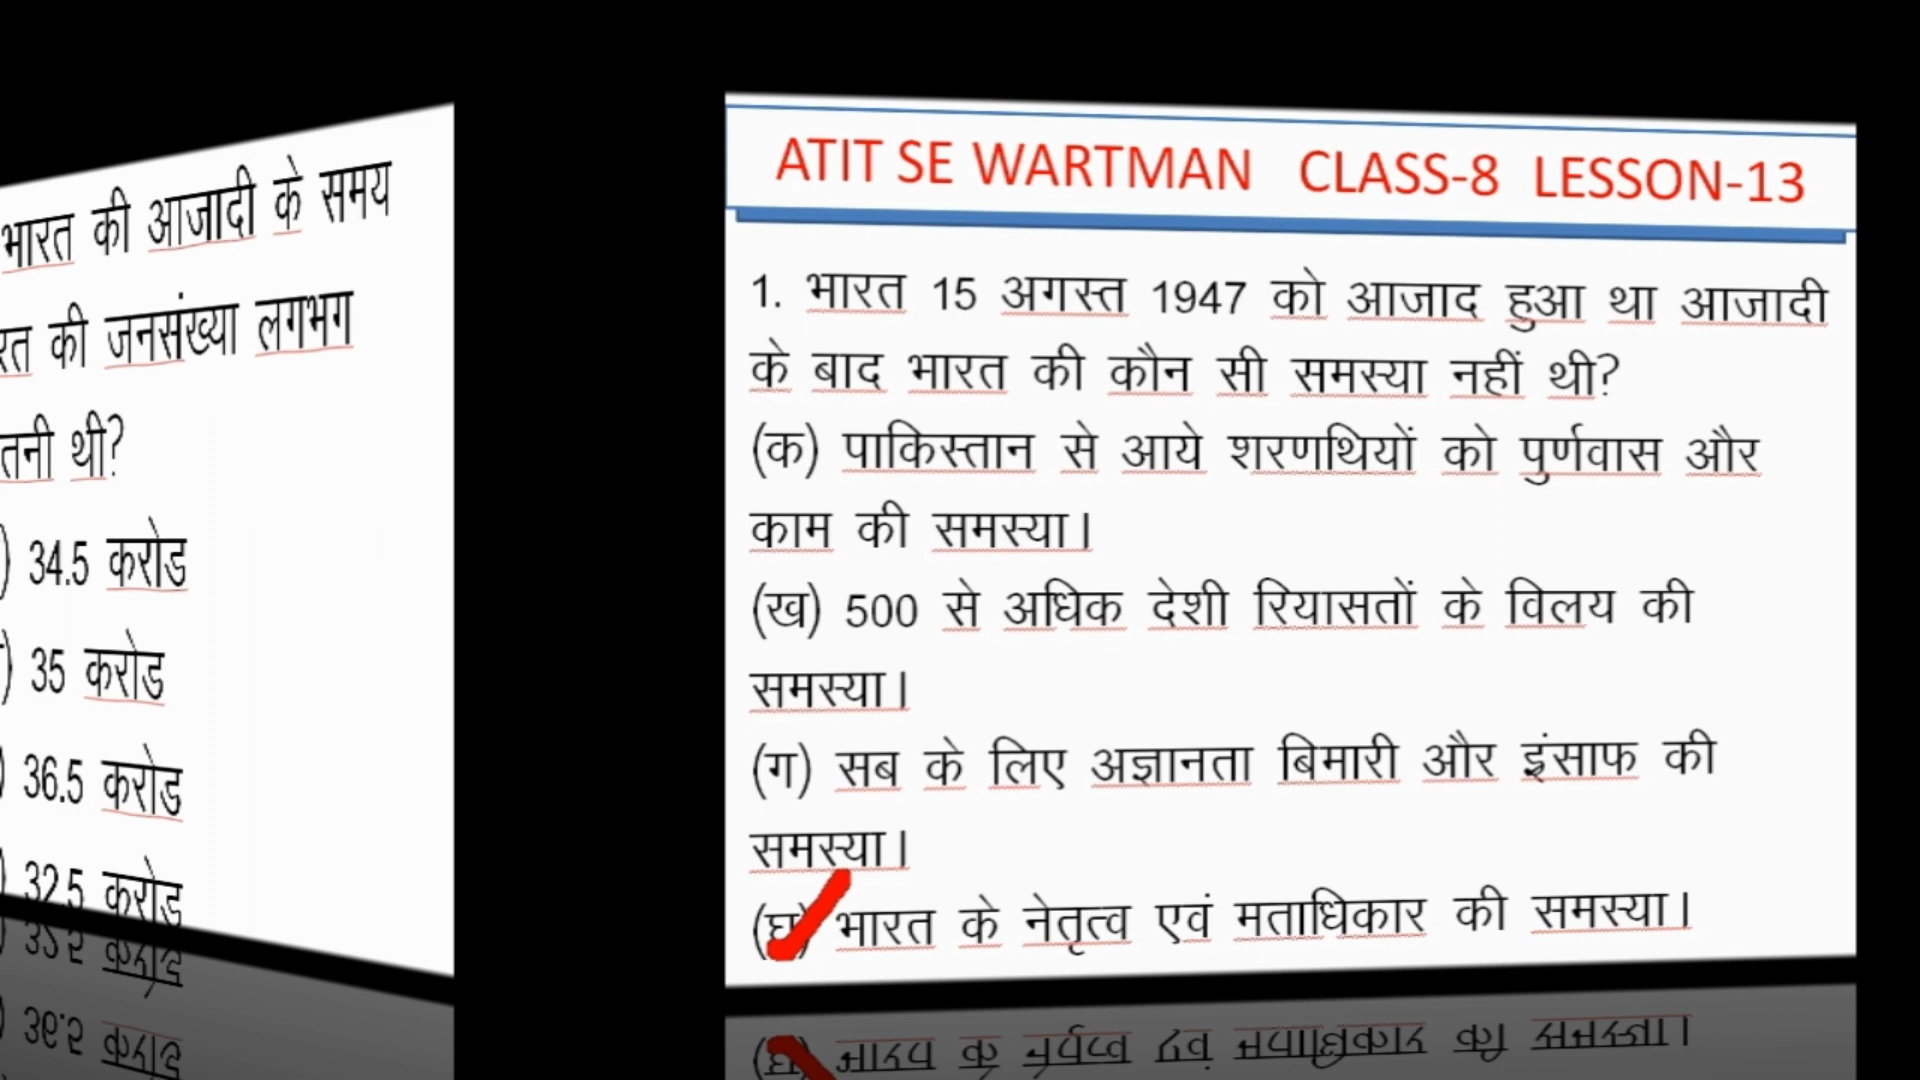 भारत की आजादी के समय
की जनसंख्या लगभग
थी?
34.5 करोड
35 करोड
36.5 करोड
32.5 करोड
ATIT SE WARTMAN CLASS-8 LESSON-13
1. भारत 15 अगस्त 1947 को आजाद हुआ था आजादी
के बाद भारत की कौन सी समस्या नहीं थी?
(क) पाकिस्तान से आये शरणथियों को पुर्णवास और
काम की समस्या।
(ख) 500 से अधिक देशी रियासतों के विलय की
समस्या।
(ग) सब के लिए अज्ञानता बिमारी और इंसाफ की
समस्या।
(घ) भारत के नेतृत्व एवं मताधिकार की समस्या।